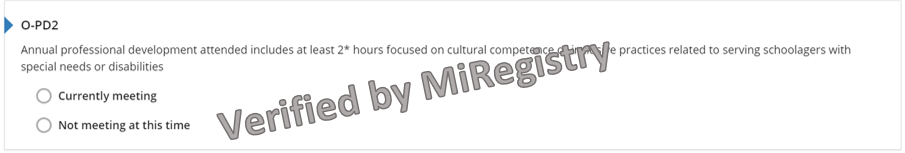 O-PD2
Annual professional development attended includes at least 2* hours focused on cultural competence practices related to serving schoolagers with
special needs or disabilities
Currently meeting
Not meeting at this time
Verified by MiRegistry